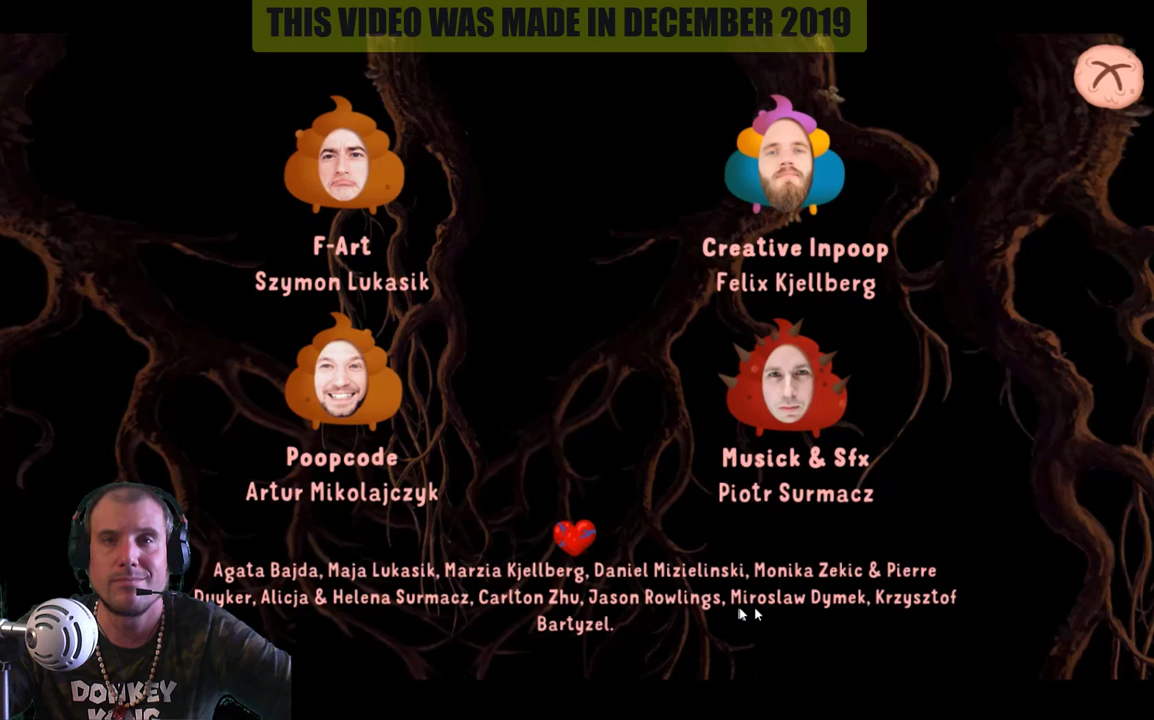 THIS VIDEO WAS MADE IN DECEMBER 2019
F-Art
Szymon Lukasik
Creative Inpoop
Felix Kjellberg
Poopcode
Artur Mikolajczyk
Musick & Sfx
Piotr Surmacz
Agata Bajda, Maja Lukasik, Marzia Kjellberg, Daniel Mizielinski, Monika Zekic & Pierre
Duyker, Alicja & Helena Surmacz, Carlton Zhu, Jason Rowlings, Miroslaw Dymek, Krzysztof
Bartyzel.
DONKEY
KONG